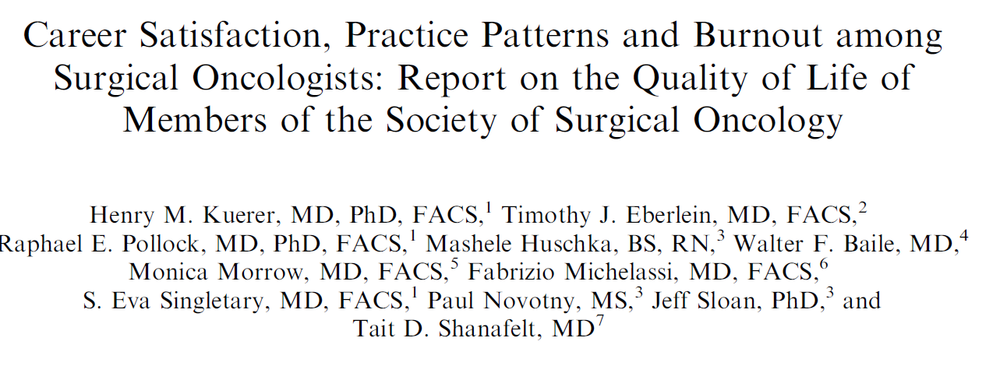 Career Satisfaction, Practice Patterns and Burnout among
Surgical Oncologists: Report on the Quality of Life of
Members of the Society of Surgical Oncology
Henry M. Kuerer, MD, PhD, FACS,1 Timothy J. Eberlein, MD, FACS,2
Raphael E. Pollock, MD, PhD, FACS,1 Mashele Huschka, BS, RN,3 Walter F. Baile, MD,4
Monica Morrow, MD, FACS,5 Fabrizio Michelassi, MD, FACS,6
S. Eva Singletary, MD, FACS,1 Paul Novotny, MS,3 Jeff Sloan, PhD,3 and
Tait D. Shanafelt, MD7